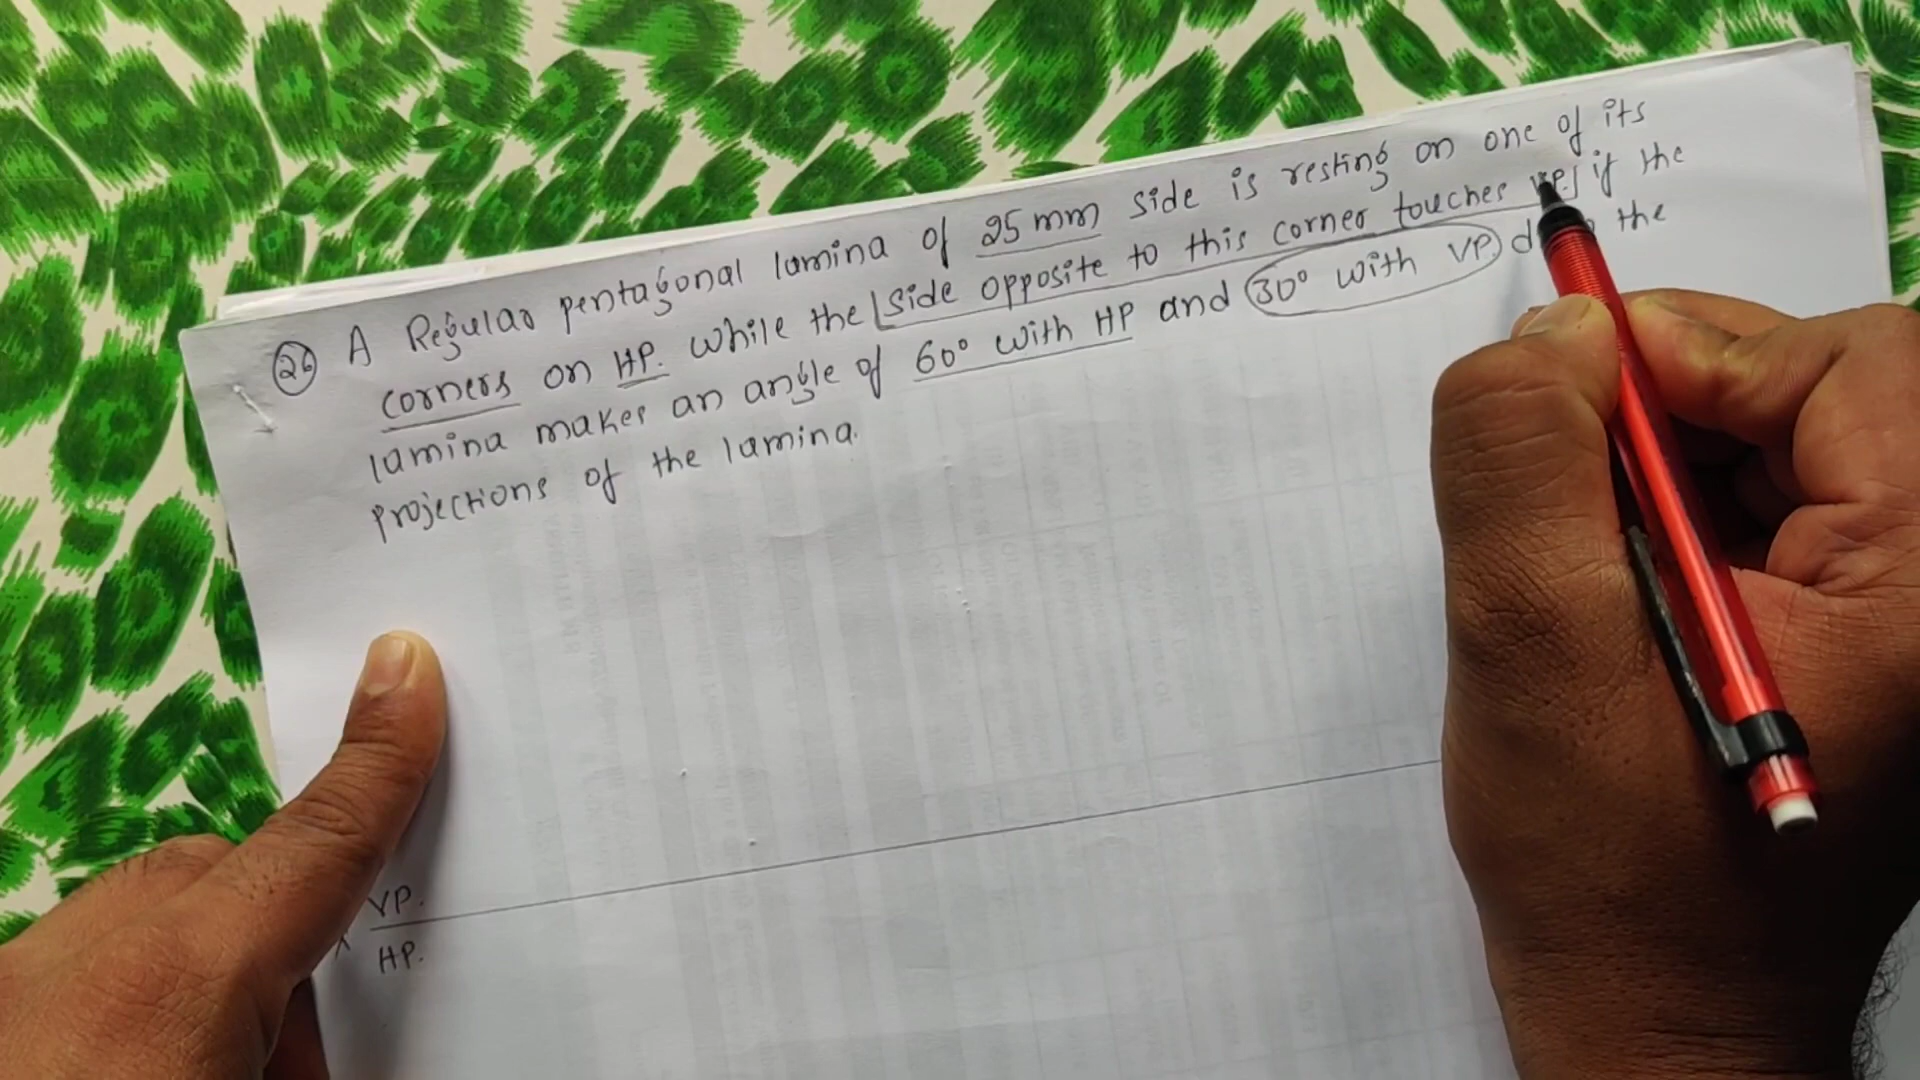 26 A Regular pentagonal lamina of 25 mm side is resting on one of its
corners on HP. while the side opposite to this corner touches VP, if the
lamina makes an angle of 60° with HP and 30° with VP. the
projections of the lamina.
VP.
X
HP.